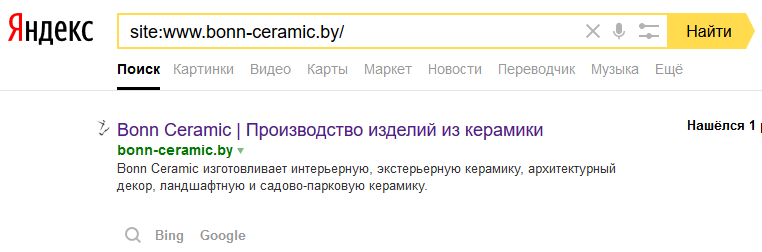 Яндекс
site:www.bonn-ceramic.by/
Найти
Поиск Картинки Видео Карты Маркет Новости Переводчик Музыка Ещё
Bonn Ceramic | Производство изделий из керамики
Нашёлся 1
bonn-ceramic.by
Bonn Ceramic изготовливает интерьерную, экстерьерную керамику, архитектурный
декор, ландшафтную и садово-парковую керамику.
Bing Google